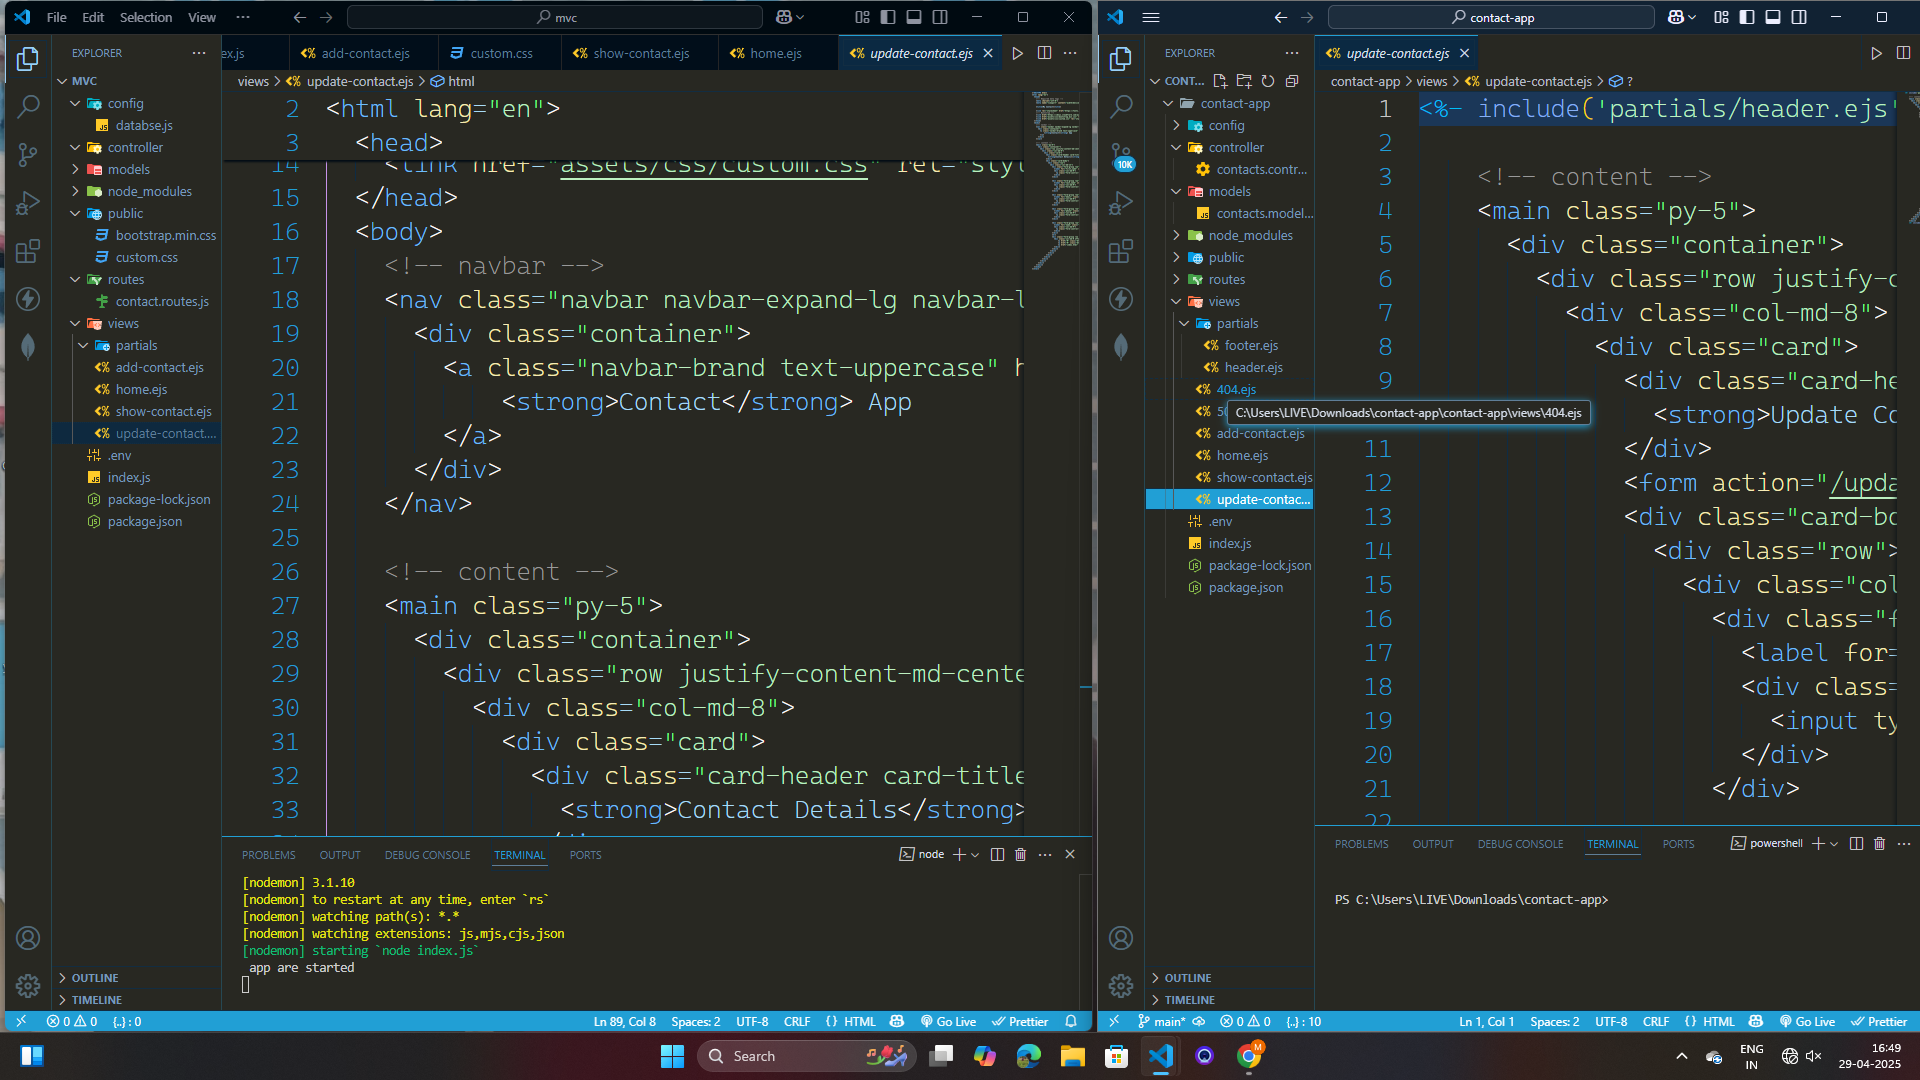 File Edit Selection View ··· mvc
EXPLORER ···
MVC
config
databse.js
controller
models
node_modules
public
bootstrap.min.css
custom.css
routes
contact.routes.js
views
partials
add-contact.ejs
home.ejs
show-contact.ejs
update-contact....
.env
index.js
package-lock.json
package.json
OUTLINE
TIMELINE
add-contact.ejs custom.css show-contact.ejs home.ejs update-contact.ejs
views > update-contact.ejs > html
2 <html lang="en">
3 <head>
14 <link href="assets/css/custom.css" rel="styl
15 </head>
16 <body>
17 <!-- navbar -->
18 <nav class="navbar navbar-expand-lg navbar-l
19 <div class="container">
20 <a class="navbar-brand text-uppercase" h
21 <strong>Contact</strong> App
22 </a>
23 </div>
24 </nav>
25
26 <!-- content -->
27 <main class="py-5">
28 <div class="container">
29 <div class="row justify-content-md-cente
30 <div class="col-md-8">
31 <div class="card">
32 <div class="card-header card-title
33 <strong>Contact Details</strong>
PROBLEMS OUTPUT DEBUG CONSOLE TERMINAL PORTS node
[nodemon] 3.1.10
[nodemon] to restart at any time, enter `rs`
[nodemon] watching path(s): *.*
[nodemon] watching extensions: js,mjs,cjs,json
[nodemon] starting `node index.js`
app are started
0 0 {..} : 0 Ln 89, Col 8 Spaces: 2 UTF-8 CRLF {} HTML Go Live Prettier
contact-app
EXPLORER ···
CONT...
contact-app
config
controller
contacts.contr...
models
contacts.model...
node_modules
public
routes
views
partials
footer.ejs
header.ejs
404.ejs
C:\Users\LIVE\Downloads\contact-app\contact-app\views\404.ejs
add-contact.ejs
home.ejs
show-contact.ejs
update-contac...
.env
index.js
package-lock.json
package.json
OUTLINE
TIMELINE
update-contact.ejs
contact-app > views > update-contact.ejs > ?
1 <%- include('partials/header.ejs'
2
3 <!-- content -->
4 <main class="py-5">
5 <div class="container">
6 <div class="row justify-c
7 <div class="col-md-8">
8 <div class="card">
9 <div class="card-he
<strong>Update Co
11 </div>
12 <form action="/upda
13 <div class="card-bo
14 <div class="row">
15 <div class="col
16 <div class="f
17 <label for=
18 <div class=
19 <input ty
20 </div>
21 </div>
22
PROBLEMS OUTPUT DEBUG CONSOLE TERMINAL PORTS powershell
PS C:\Users\LIVE\Downloads\contact-app>
main* 0 0 {..} : 10 Ln 1, Col 1 Spaces: 2 UTF-8 CRLF {} HTML Go Live Prettier
10K
Search
M
ENG
IN
16:49
29-04-2025